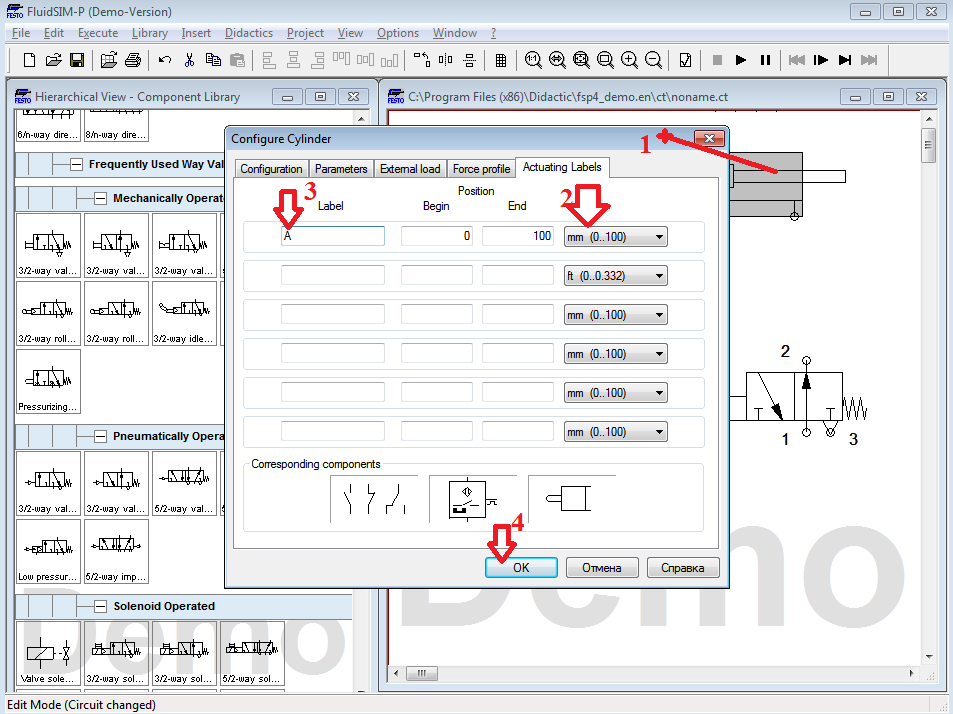 FESTO FluidSIM-P (Demo-Version)
File Edit Execute Library Insert Didactics Project View Options Window ?
FESTO Hierarchical View - Component Library
FESTO C:\Program Files (x86)\Didactic\fsp4_demo.en\ct\noname.ct
6/n-way dire... 8/n-way dire...
Frequently Used Way Val
Mechanically Operat
3/2-way val... 3/2-way val... 3/2-way val...
3/2-way roll... 3/2-way roll... 3/2-way idle...
Pressurizing...
Pneumatically Opera
3/2-way val... 3/2-way val... 5/2-way val...
Low pressur... 5/2-way imp...
Solenoid Operated
Valve sole... 3/2-way sol... 3/2-way sol... 5/2-way sol...
Demo
Configure Cylinder
1
Configuration Parameters External load Force profile Actuating Labels
Position
3 Label Begin End 2
A 0 100 mm (0..100)
ft (0..0.332)
mm (0..100)
mm (0..100)
mm (0..100)
mm (0..100)
Corresponding components
4
OK Отмена Справка
2
1 3
Demo
Edit Mode (Circuit changed)